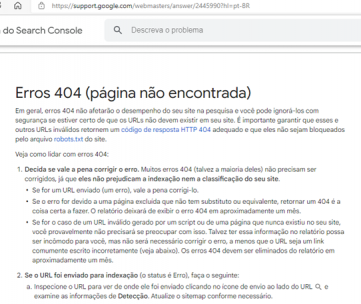 https://support.google.com/webmasters/answer/2445990?hl=pt-BR
do Search Console
Descreva o problema
Erros 404 (página não encontrada)
Em geral, erros 404 não afetarão o desempenho do seu site na pesquisa e você pode ignorá-los com
segurança se estiver certo de que os URLs não devem existir em seu site. É importante garantir que esses e
outros URLs inválidos retornem um código de resposta HTTP 404 adequado e que eles não sejam bloqueados
pelo arquivo robots.txt do site.
Veja como lidar com erros 404:
1. Decida se vale a pena corrigir o erro. Muitos erros 404 (talvez a maioria deles) não precisam ser
corrigidos, já que eles não prejudicam a indexação nem a classificação do seu site.
• Se for um URL enviado (um erro), vale a pena corrigi-lo.
• Se o erro for devido a uma página excluída que não tem substituto ou equivalente, retornar um 404 é a
coisa certa a fazer. O relatório deixará de exibir o erro 404 em aproximadamente um mês.
• Se for o caso de um URL inválido gerado por um script ou de uma página que nunca existiu no seu site,
você provavelmente não precisará se preocupar com isso. Talvez ter essa informação no relatório possa
ser incômodo para você, mas não será necessário corrigir o erro, a menos que o URL seja um link
comumente escrito incorretamente (veja abaixo). Os erros 404 devem ser eliminados do relatório em
aproximadamente um mês.
2. Se o URL foi enviado para indexação (o status é Erro), faça o seguinte:
a. Inspecione o URL para ver de onde ele foi enviado clicando no ícone de envio ao lado do URL e
examine as informações de Detecção. Atualize o sitemap conforme necessário.